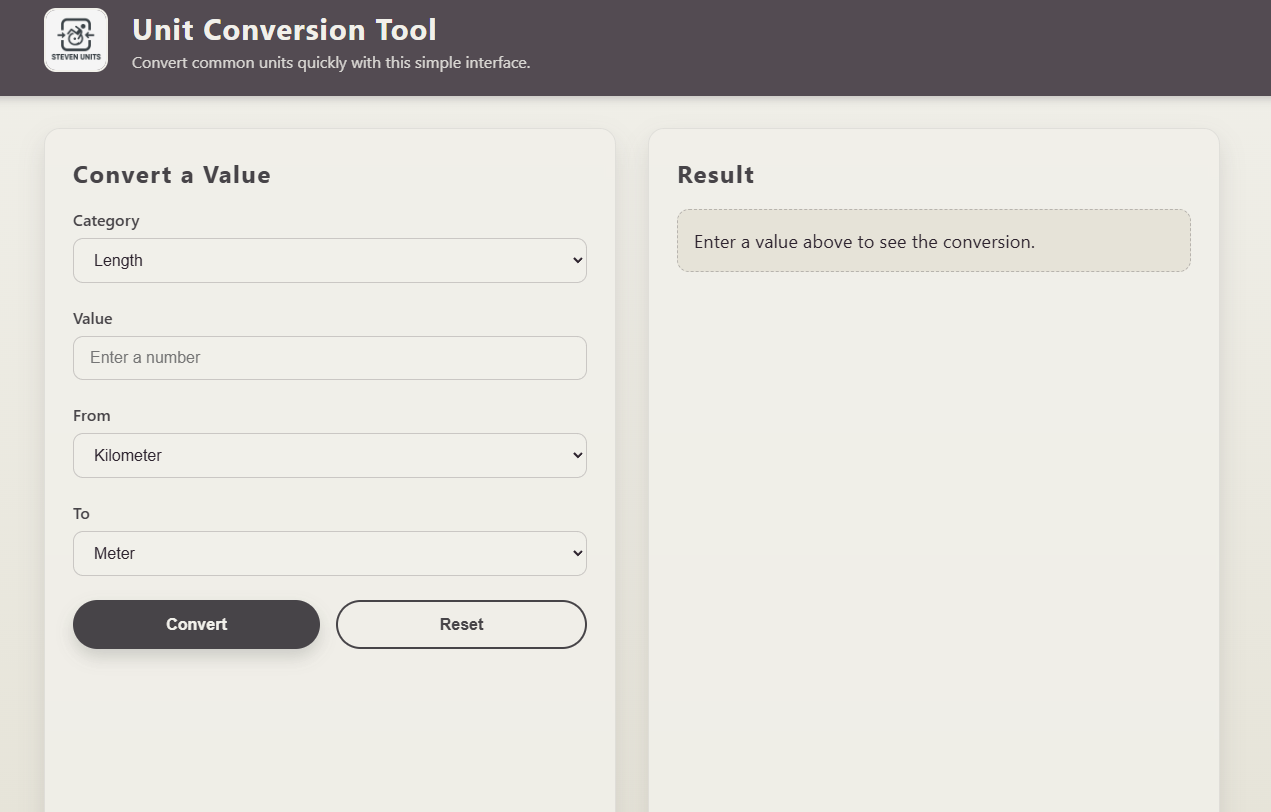 STEVEN UNITS
Unit Conversion Tool
Convert common units quickly with this simple interface.
Convert a Value
Category
Length
Value
Enter a number
From
Kilometer
To
Meter
Convert
Reset
Result
Enter a value above to see the conversion.